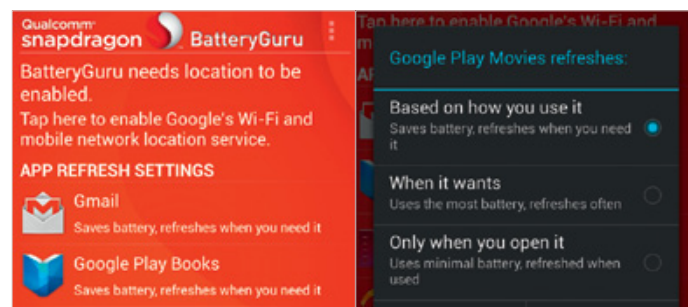 Qualcomm
snapdragon BatteryGuru
BatteryGuru needs location to be
enabled.
Tap here to enable Google's Wi-Fi and
mobile network location service.
APP REFRESH SETTINGS
Gmail
Saves battery, refreshes when you need it
Google Play Books
Saves battery, refreshes when you need it
Tap here to enable Google's Wi-Fi and
Google Play Movies refreshes:
Based on how you use it
Saves battery, refreshes when you need
it
When it wants
Uses the most battery, refreshes often
Only when you open it
Uses minimal battery, refreshed when
used